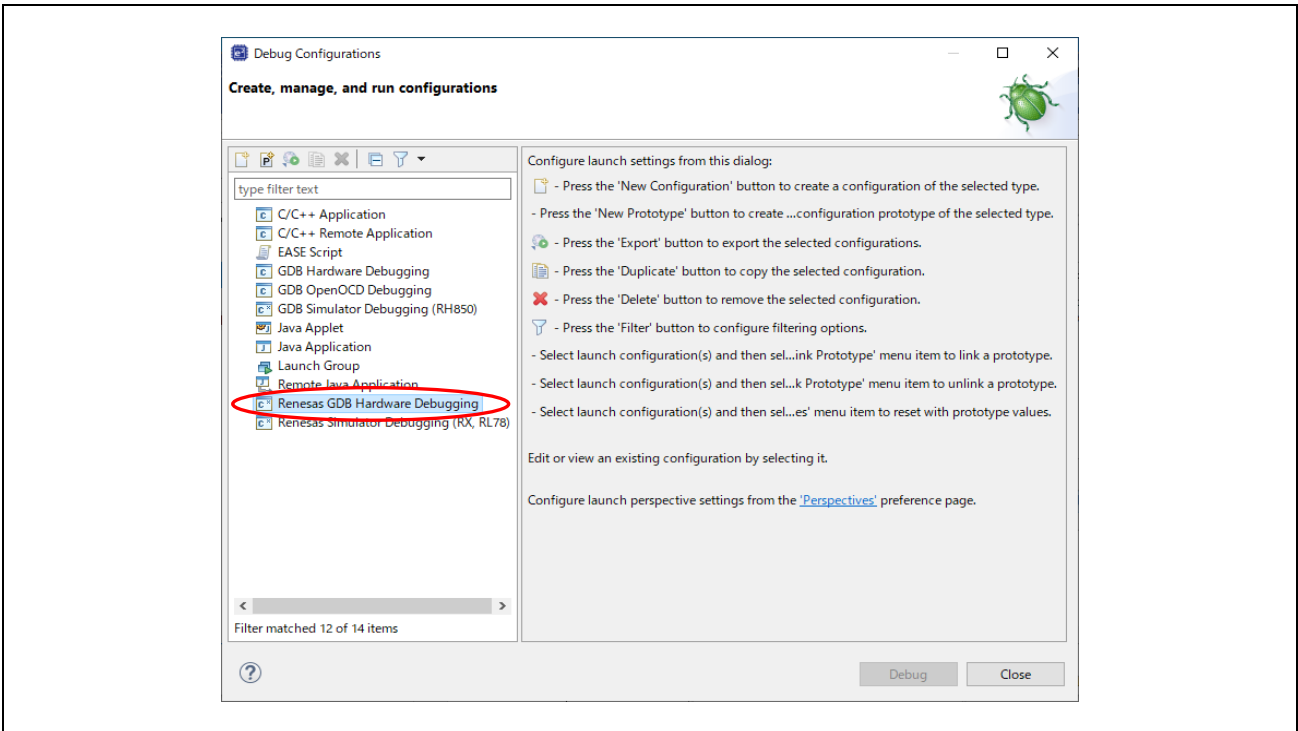 Debug Configurations
Create, manage, and run configurations
type filter text
C/C++ Application
C/C++ Remote Application
EASE Script
GDB Hardware Debugging
GDB OpenOCD Debugging
GDB Simulator Debugging (RH850)
Java Applet
Java Application
Launch Group
Remote Java Application
Renesas GDB Hardware Debugging
Renesas Simulator Debugging (RX, RL78)
Filter matched 12 of 14 items
Configure launch settings from this dialog:
- Press the 'New Configuration' button to create a configuration of the selected type.
- Press the 'New Prototype' button to create ...configuration prototype of the selected type.
- Press the 'Export' button to export the selected configurations.
- Press the 'Duplicate' button to copy the selected configuration.
- Press the 'Delete' button to remove the selected configuration.
- Press the 'Filter' button to configure filtering options.
- Select launch configuration(s) and then sel...ink Prototype' menu item to link a prototype.
- Select launch configuration(s) and then sel...k Prototype' menu item to unlink a prototype.
- Select launch configuration(s) and then sel...es' menu item to reset with prototype values.
Edit or view an existing configuration by selecting it.
Configure launch perspective settings from the 'Perspectives' preference page.
Debug
Close